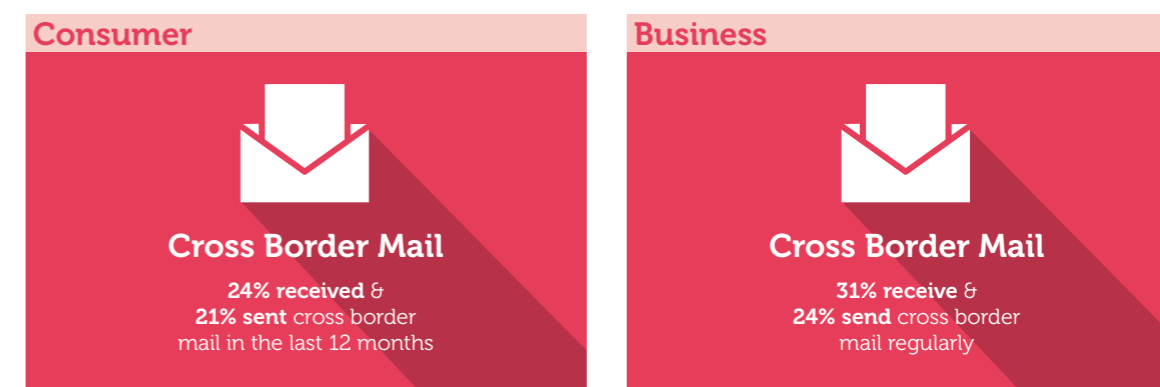 Consumer
Cross Border Mail
24% received &
21% sent cross border
mail in the last 12 months
Business
Cross Border Mail
31% receive &
24% send cross border
mail regularly